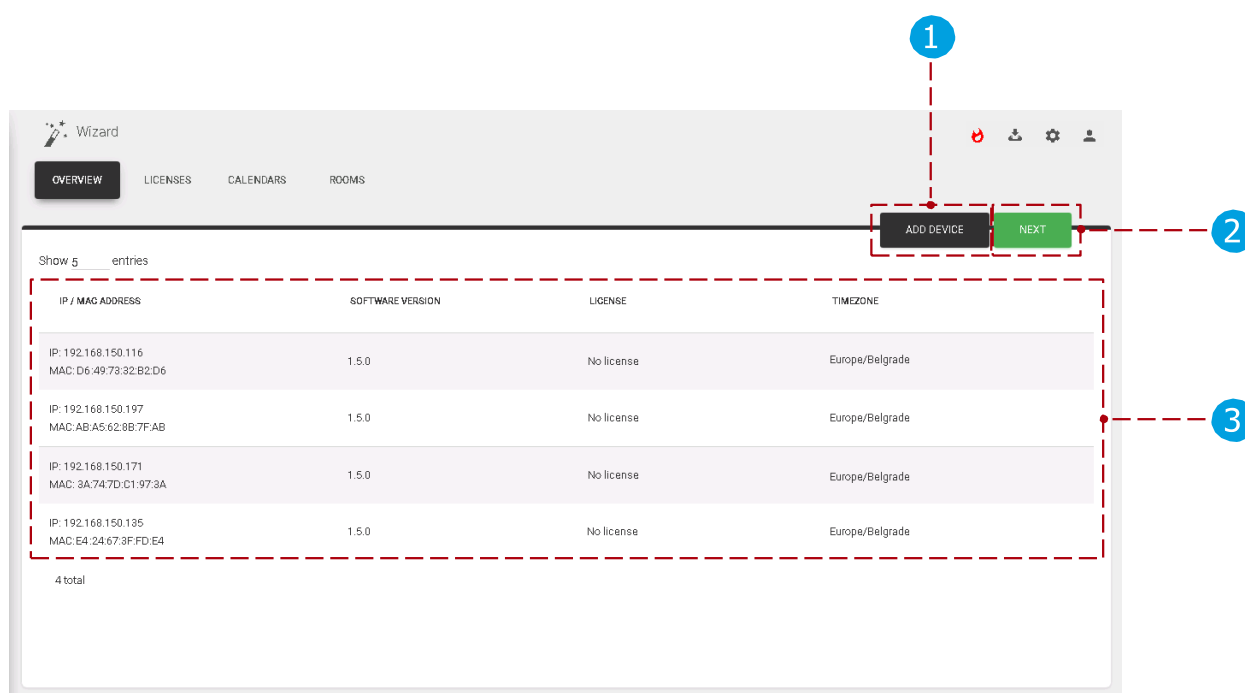 1
Wizard
OVERVIEW LICENSES CALENDARS ROOMS
ADD DEVICE NEXT
2
Show 5 entries
IP / MAC ADDRESS SOFTWARE VERSION LICENSE TIMEZONE
IP: 192.168.150.116
MAC: D6:49:73:32:B2:D6
1.5.0 No license Europe/Belgrade
IP: 192.168.150.197
MAC: AB:A5:62:8B:7F:AB
1.5.0 No license Europe/Belgrade
3
IP: 192.168.150.171
MAC: 3A:74:7D:C1:97:3A
1.5.0 No license Europe/Belgrade
IP: 192.168.150.135
MAC: E4:24:67:3F:FD:E4
1.5.0 No license Europe/Belgrade
4 total